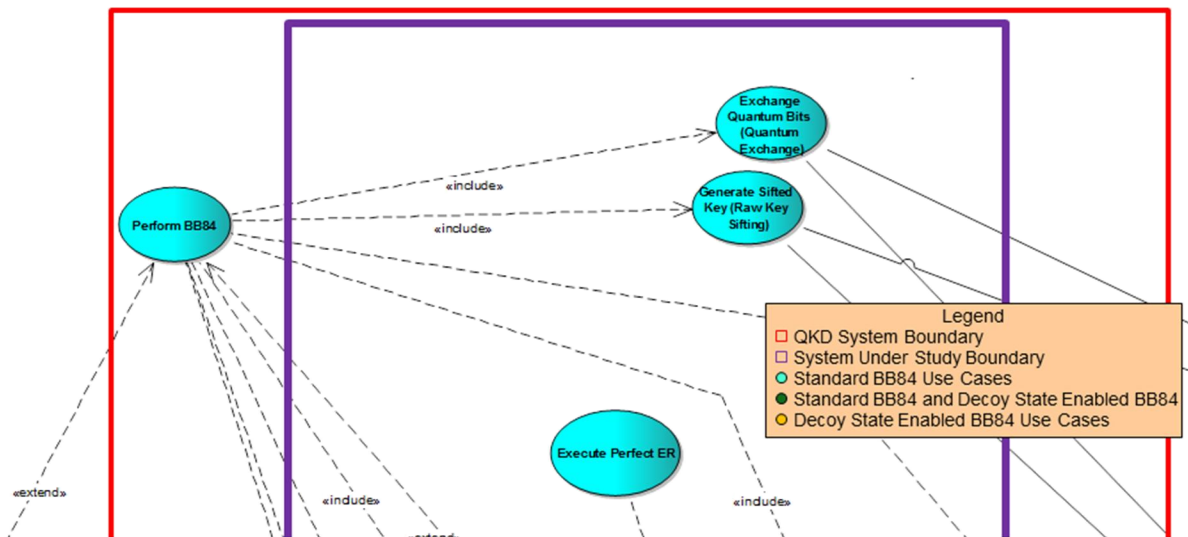 Exchange
Quantum Bits
(Quantum
Exchange)
«include»
Generate Sifted
Key (Raw Key
Sifting)
Perform BB84
«include»
Legend
QKD System Boundary
System Under Study Boundary
Standard BB84 Use Cases
Standard BB84 and Decoy State Enabled BB84
Decoy State Enabled BB84 Use Cases
Execute Perfect ER
«extend»
«include»
«include»